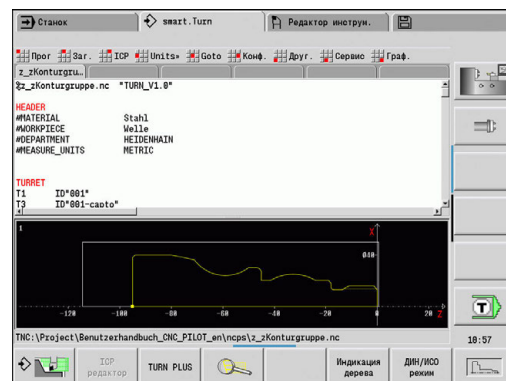 Станок smart.Turn Редактор инструм.
Прог Заг. ICP Units» Goto Конф. Друг. Сервис Граф.
z_zKonturgru…
%z_zKonturgruppe.nc "TURN_V1.0"
HEADER
#MATERIAL Stahl
#WORKPIECE Welle
#DEPARTMENT HEIDENHAIN
#MEASURE_UNITS METRIC
TURRET
T1 ID"001"
T3 ID"001-capto"
1
X
Ø40
-120 -100 -80 -60 -40 -20 0 20 Z
T
TNC:\Project\Benutzerhandbuch_CNC_PILOT_en\ncps\z_zKonturgruppe.nc
10:57
ICP редактор
TURN PLUS
Индикация дерева
ДИН/ИСО режим